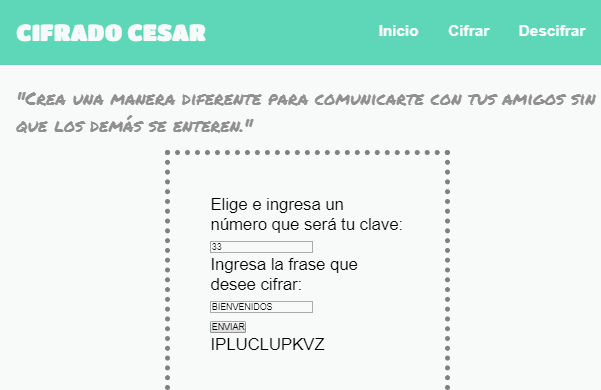 CIFRADO CESAR
Inicio Cifrar Descifrar
"Crea una manera diferente para comunicarte con tus amigos sin
que los demás se enteren."
Elige e ingresa un
número que será tu clave:
33
Ingresa la frase que
desee cifrar:
BIENVENIDOS
ENVIAR
IPLUCLUPKVZ